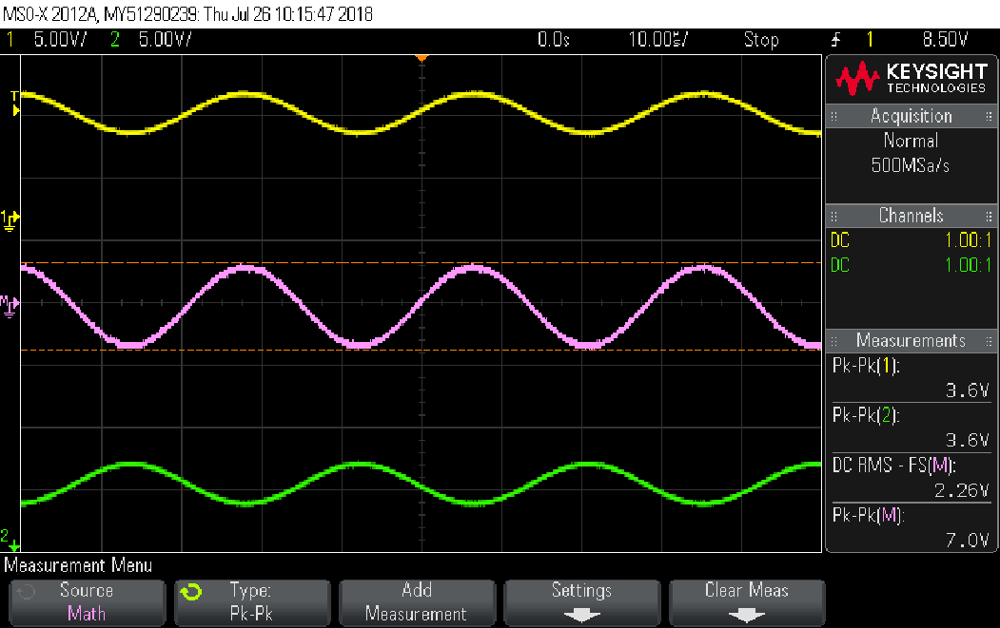 MSO-X 2012A, MY51290239: Thu Jul 26 10:15:47 2018
1 5.00V/ 2 5.00V/ 0.0s 10.00s/ Stop 1 8.50V
KEYSIGHT
TECHNOLOGIES
Acquisition
Normal
500MSa/s
Channels
DC 1.00:1
DC 1.00:1
Measurements
Pk-Pk(1):
3.6V
Pk-Pk(2):
3.6V
DC RMS - FS(M):
2.26V
Pk-Pk(M):
7.0V
T
1
M
2
Measurement Menu
Source
Math
Type:
Pk-Pk
Add
Measurement
Settings
Clear Meas